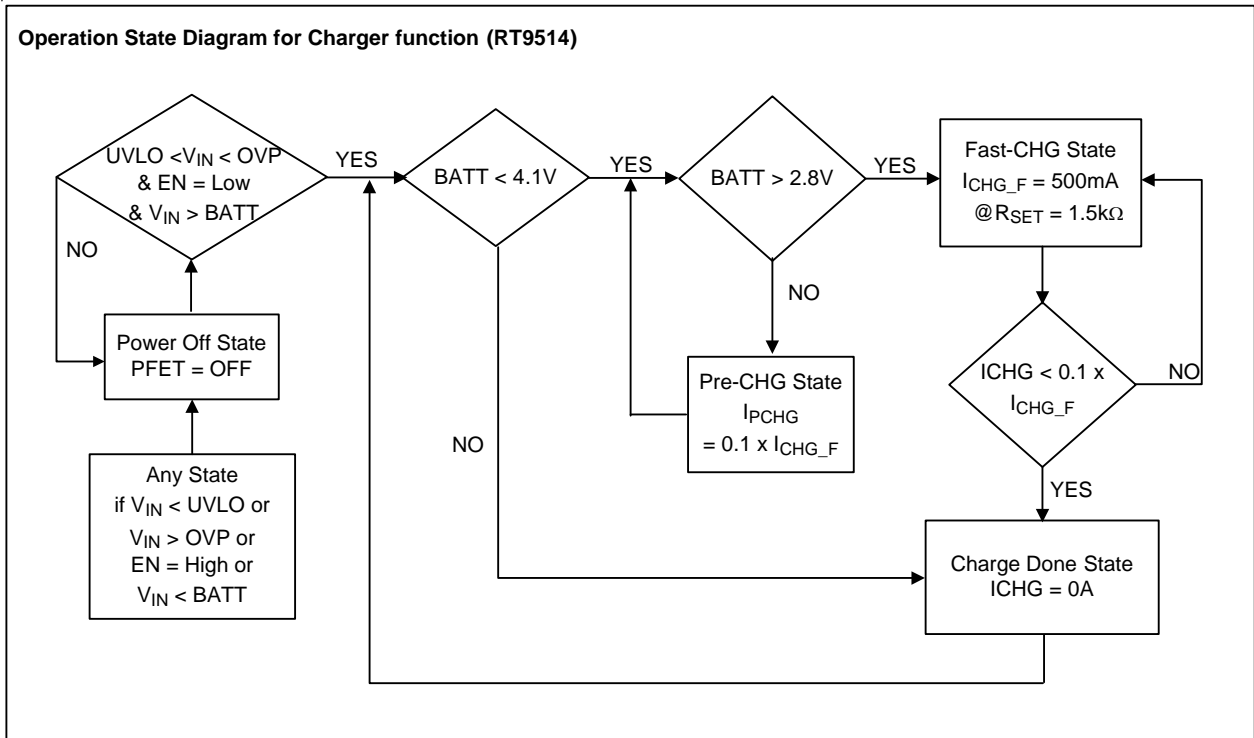 Operation State Diagram for Charger function (RT9514)
UVLO <VIN < OVP
& EN = Low
& VIN > BATT
YES
NO
Power Off State
PFET = OFF
Any State
if VIN < UVLO or
VIN > OVP or
EN = High or
VIN < BATT
BATT < 4.1V
YES
NO
BATT > 2.8V
YES
NO
Pre-CHG State
IPCHG
= 0.1 x ICHG_F
Fast-CHG State
ICHG_F = 500mA
@RSET = 1.5kΩ
ICHG < 0.1 x
ICHG_F
NO
YES
Charge Done State
ICHG = 0A